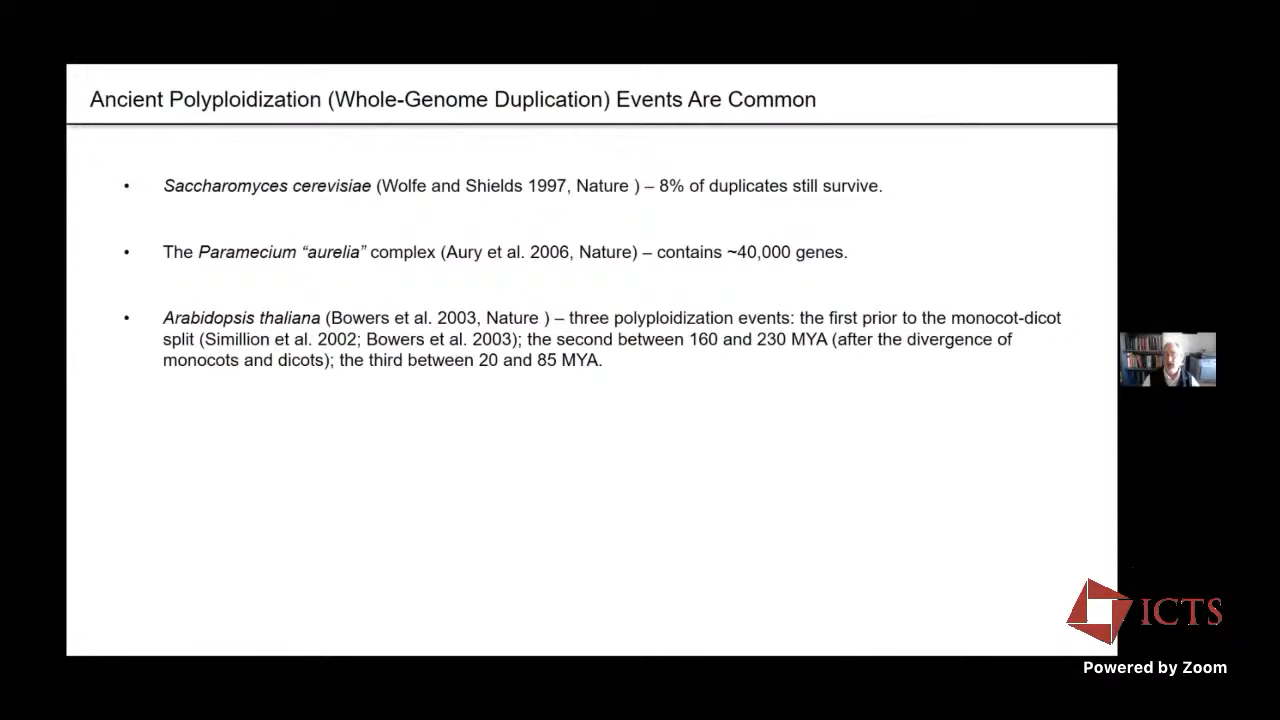 Ancient Polyploidization (Whole-Genome Duplication) Events Are Common
• Saccharomyces cerevisiae (Wolfe and Shields 1997, Nature ) – 8% of duplicates still survive.
• The Paramecium “aurelia” complex (Aury et al. 2006, Nature) – contains ~40,000 genes.
• Arabidopsis thaliana (Bowers et al. 2003, Nature ) – three polyploidization events: the first prior to the monocot-dicot
split (Simillion et al. 2002; Bowers et al. 2003); the second between 160 and 230 MYA (after the divergence of
monocots and dicots); the third between 20 and 85 MYA.
ICTS
Powered by Zoom